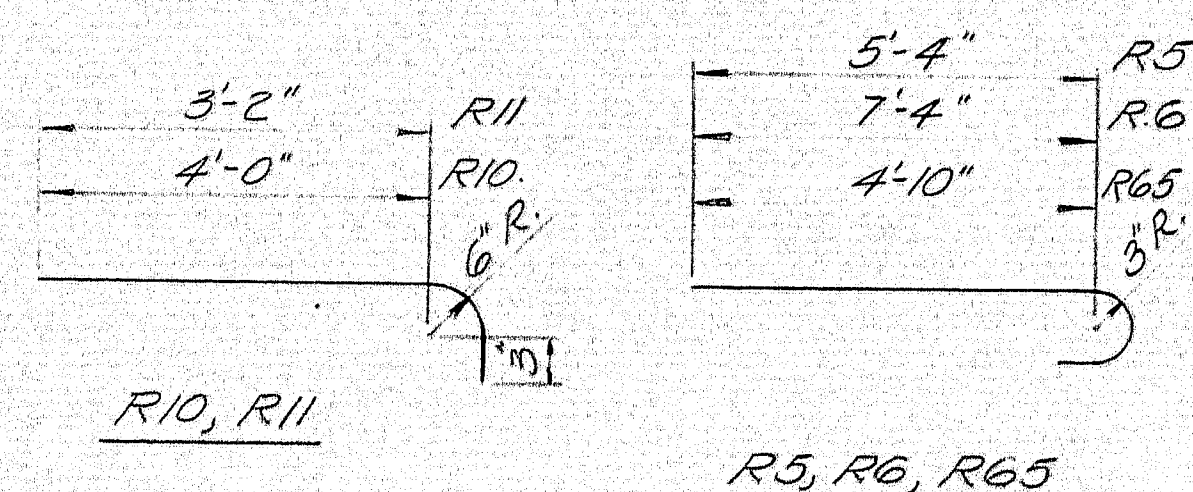 3'-2" R11
4'-0" R10.
6" R.
3"
R10, R11
5'-4" R5
7'-4" R.6
4'-10" R65
3" R.
R5, R6, R65